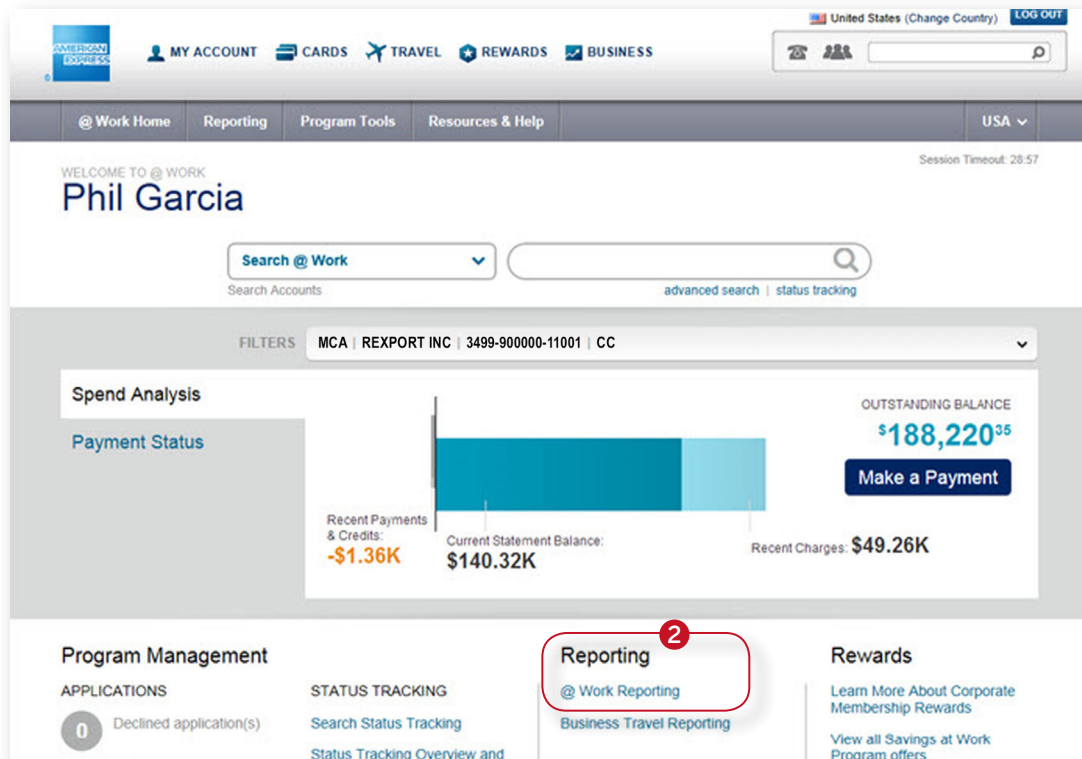 United States (Change Country) LOG OUT
AMERICAN EXPRESS
MY ACCOUNT CARDS TRAVEL REWARDS BUSINESS
@ Work Home Reporting Program Tools Resources & Help USA
Session Timeout: 28:57
WELCOME TO @ WORK
Phil Garcia
Search @ Work
Search Accounts advanced search | status tracking
FILTERS MCA | REXPORT INC | 3499-900000-11001 | CC
Spend Analysis
Payment Status
OUTSTANDING BALANCE
$188,220 35
Make a Payment
Recent Payments
& Credits:
-$1.36K
Current Statement Balance:
$140.32K
Recent Charges: $49.26K
2
Program Management
APPLICATIONS
0 Declined application(s)
STATUS TRACKING
Search Status Tracking
Status Tracking Overview and
Reporting
@ Work Reporting
Business Travel Reporting
Rewards
Learn More About Corporate
Membership Rewards
View all Savings at Work
Program offers